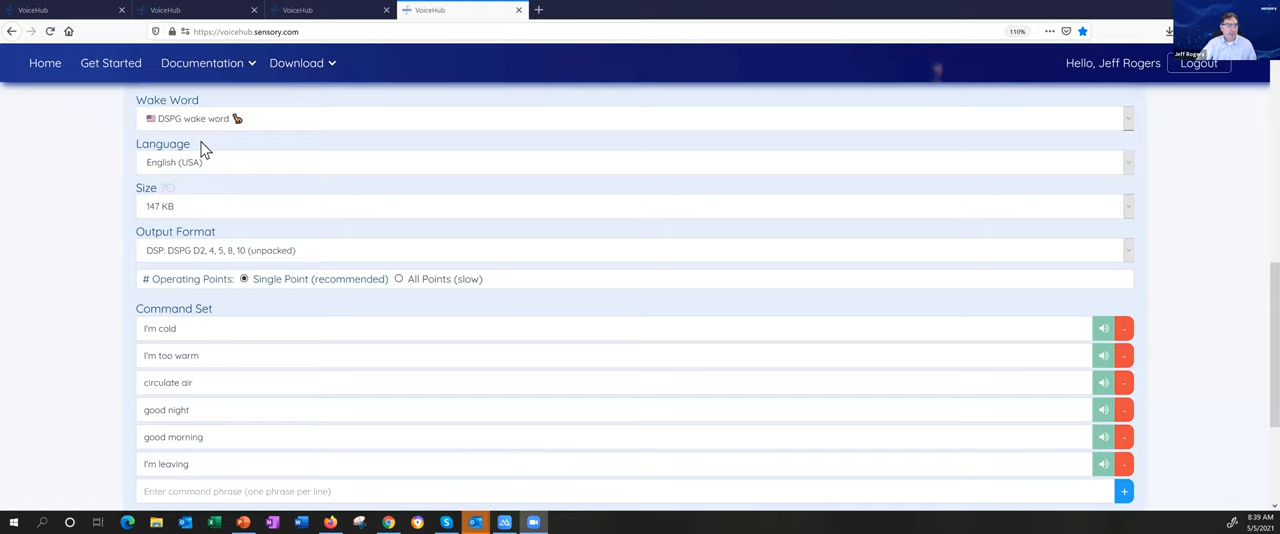 VoiceHub
VoiceHub
VoiceHub
VoiceHub
https://voicehub.sensory.com
110%
sensory
Jeff Rogers
Home
Get Started
Documentation
Download
Hello, Jeff Rogers
Logout
Wake Word
DSPG wake word
Language
English (USA)
Size
147 KB
Output Format
DSP: DSPG D2, 4, 5, 8, 10 (unpacked)
# Operating Points: Single Point (recommended) All Points (slow)
Command Set
I'm cold
I'm too warm
circulate air
good night
good morning
I'm leaving
Enter command phrase (one phrase per line)
8:39 AM
5/5/2021